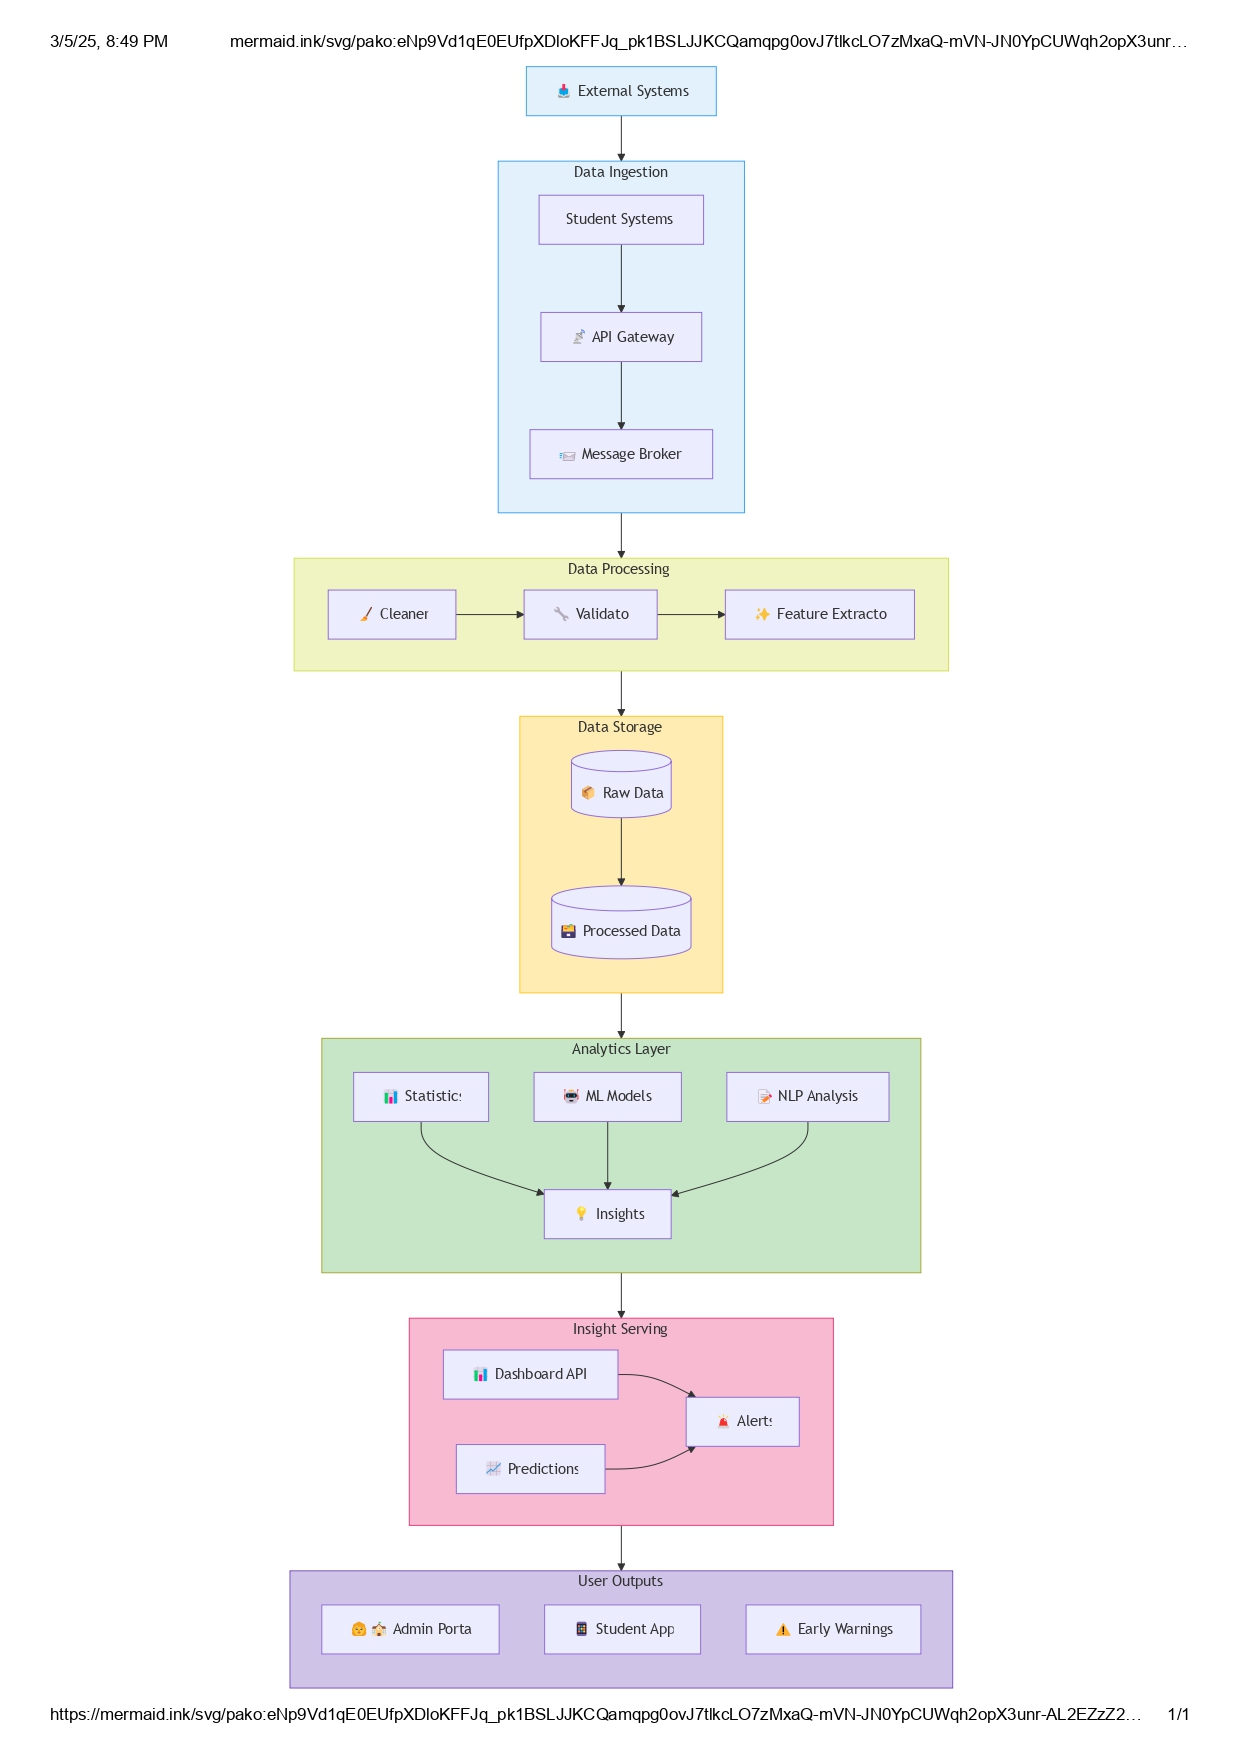 3/5/25, 8:49 PM mermaid.ink/svg/pako:eNp9Vd1qE0EUfpXDloKFFJq_pk1BSLJJKCQamqpg0ovJ7tlkcLO7zMxaQ-mVN-JN0YpCUWqh2opX3unr…
External Systems
Data Ingestion
Student Systems
API Gateway
Message Broker
Data Processing
Cleaner Validato Feature Extracto
Data Storage
Raw Data
Processed Data
Analytics Layer
Statistics ML Models NLP Analysis
Insights
Insight Serving
Dashboard API
Alerts
Predictions
User Outputs
Admin Porta Student App Early Warnings
https://mermaid.ink/svg/pako:eNp9Vd1qE0EUfpXDloKFFJq_pk1BSLJJKCQamqpg0ovJ7tlkcLO7zMxaQ-mVN-JN0YpCUWqh2opX3unr-AL2EZzZ2… 1/1